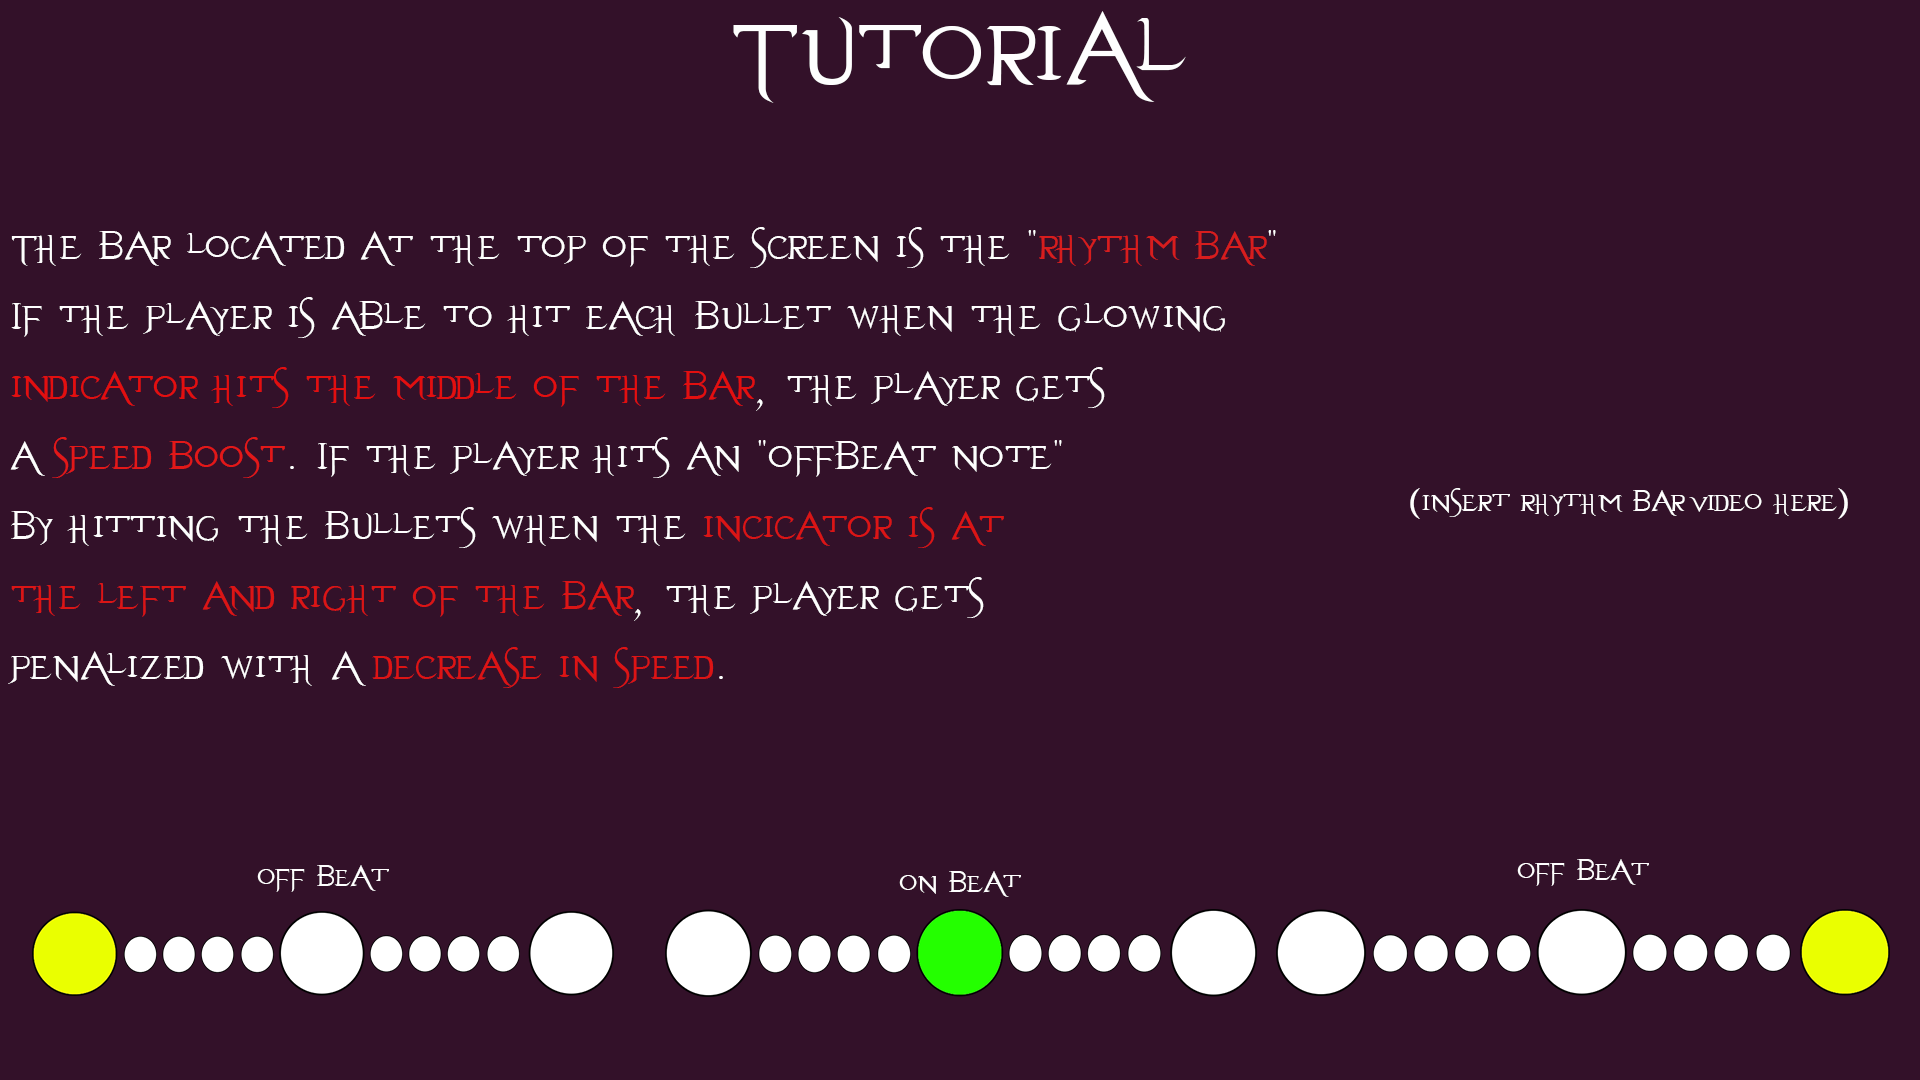 TUTORIAL
The Bar located at the top of the Screen is the "Rhythm Bar"
If the player is able to hit each Bullet when the glowing
indicator hits the middle of the Bar, the player gets
a Speed Boost. If the player hits an "offBeat note"
By hitting the Bullets when the incicator is at
the left and right of the Bar, the player gets
penalized with a decrease in Speed.
(insert rhythm Bar video here)
off Beat
on Beat
off Beat